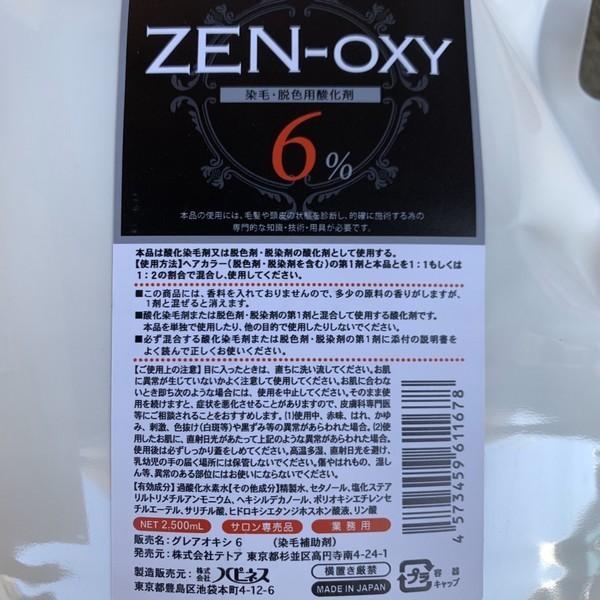 ZEN-OXY
染毛・脱色用酸化剤
6%
本品の使用には、毛髪や頭皮の状態を診断し、的確に施術する為の
専門的な知識・技術・用具が必要です。
本品は酸化染毛剤又は脱色剤・脱染剤の酸化剤として使用する。
【使用方法】ヘアカラー(脱色剤・脱染剤を含む)の第1剤と本品とを1:1もしくは
1:2の割合で混合し、使用してください。
■この商品には、香料を入れておりませんので、多少の原料の香りがしますが、
1剤と混ぜると消えます。
■酸化染毛剤または脱色剤・脱染剤の第1剤と混合して使用する酸化剤です。
本品を単独で使用したり、他の目的で使用したりしないでください。
■必ず混合する酸化染毛剤または脱色剤・脱染剤の第1剤に添付の説明書を
よく読んで正しくお使いください。
【ご使用上の注意】目に入ったときは、直ちに洗い流してください。お肌
に異常が生じていないかよく注意して使用してください。お肌に合わな
いとき即ち次のような場合には、使用を中止してください。そのまま使
用を続けますと、症状を悪化させることがありますので、皮膚科専門医
等にご相談されることをおすすめします。(1)使用中、赤味、はれ、かゆ
み、刺激、色抜け(白斑等)や黒ずみ等の異常があらわれた場合。(2)使
用したお肌に、直射日光があたって上記のような異常があらわれた場合。
使用後は必ずしっかり蓋をしめてください。高温多湿、直射日光を避け、
乳幼児の手の届く場所には保管しないでください。傷やはれもの、湿し
ん等、異常のある部位にはお使いにならないでください。
【有効成分】過酸化水素水【その他成分】精製水、セタノール、塩化ステア
リルトリメチルアンモニウム、ヘキシルデカノール、ポリオキシエチレンセ
チルエーテル、サリチル酸、ヒドロキシエタンジホスホン酸液、リン酸
NET 2,500mL サロン専売品 業務用
販売名:グレアオキシ 6 (染毛補助剤)
発売元:株式会社テトア 東京都杉並区高円寺南4-24-1
製造販売元:株式会社ハピネス
東京都豊島区池袋本町4-12-6
横置き厳禁
MADE IN JAPAN
プラ
容器
キャップ
4573459611678